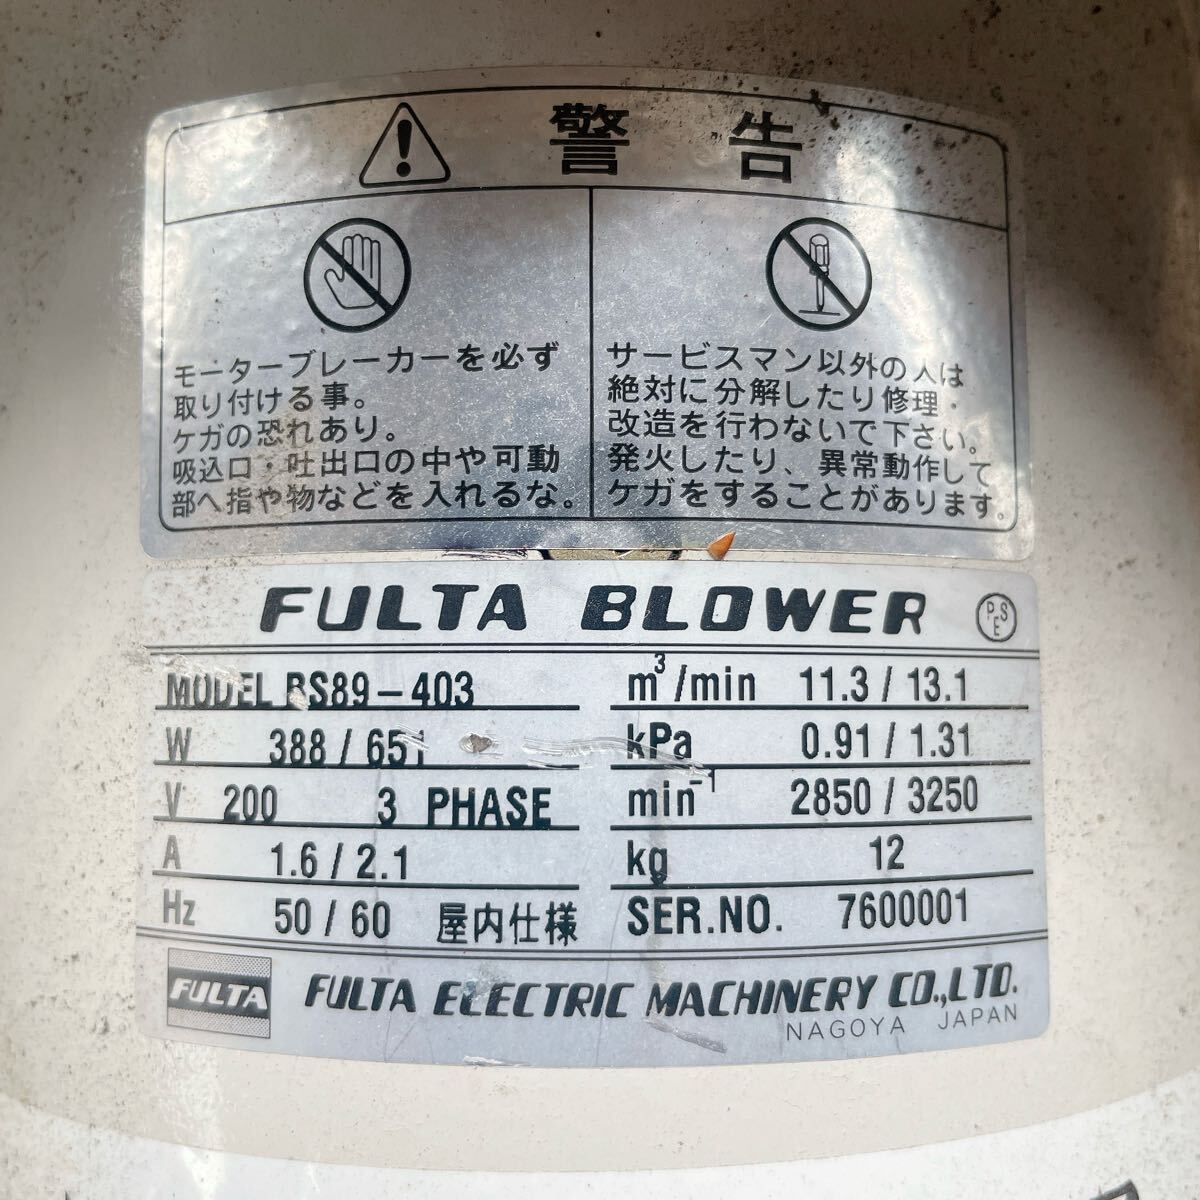 警告
モーターブレーカーを必ず
取り付ける事。
ケガの恐れあり。
吸込口・吐出口の中や可動
部へ指や物などを入れるな。
サービスマン以外の人は
絶対に分解したり修理・
改造を行わないで下さい。
発火したり、異常動作して
ケガをすることがあります。
FULTA BLOWER PSE
MODEL BS89-403
W 388 / 651
V 200 3 PHASE
A 1.6 / 2.1
Hz 50 / 60 屋内仕様
m³/min 11.3 / 13.1
kPa 0.91 / 1.31
min⁻¹ 2850 / 3250
kg 12
SER.NO. 7600001
FULTA FULTA ELECTRIC MACHINERY CO.,LTD.
NAGOYA JAPAN